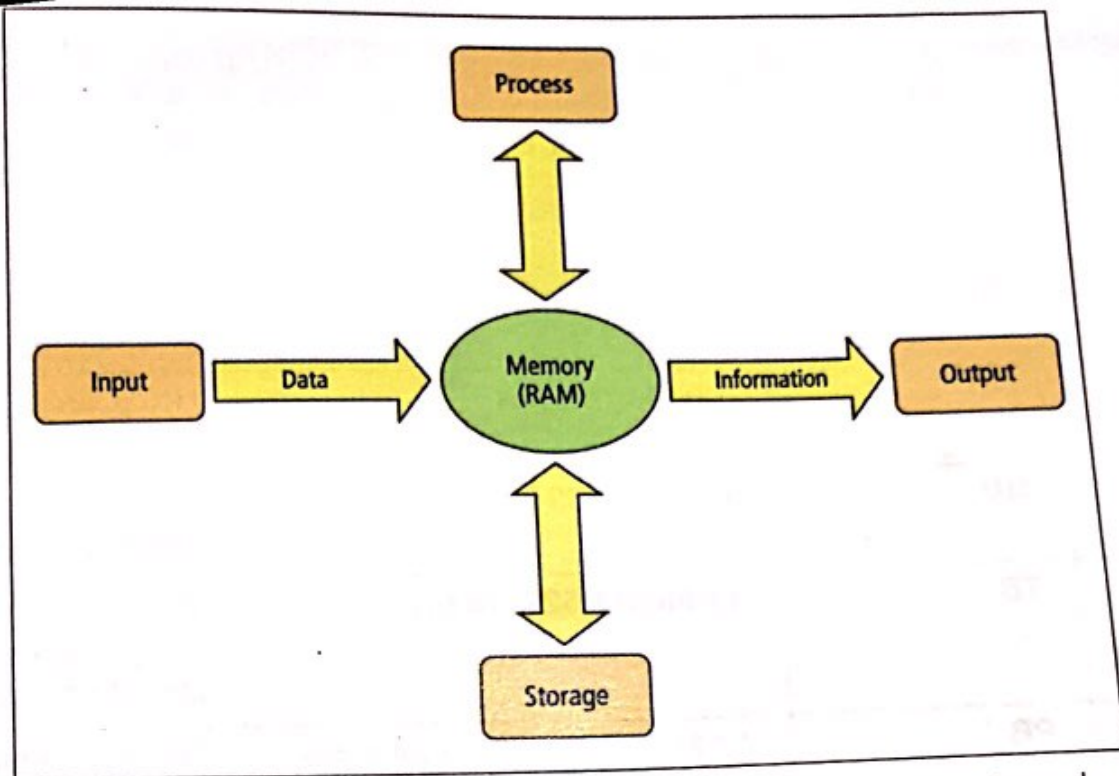 Process
Input
Data
Memory
(RAM)
Information
Output
Storage